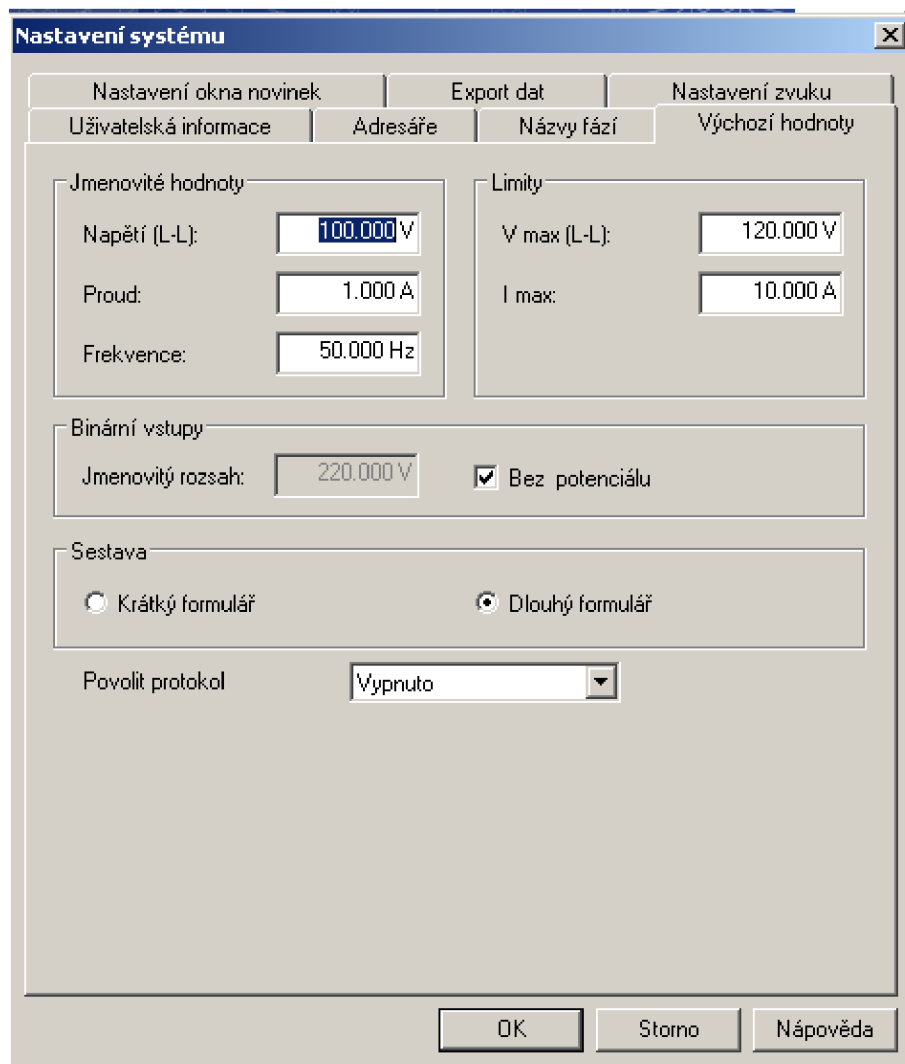 Nastavení systému
Nastavení okna novinek
Export dat
Nastavení zvuku
Uživatelská informace
Adresáře
Názvy fází
Výchozí hodnoty
Jmenovité hodnoty
Napětí (L-L): 100.000 V
Proud: 1.000 A
Frekvence: 50.000 Hz
Limity
V max (L-L): 120.000 V
I max: 10.000 A
Binární vstupy
Jmenovitý rozsah: 220.000 V Bez potenciálu
Sestava
Krátký formulář Dlouhý formulář
Povolit protokol Vypnuto
OK Storno Nápověda